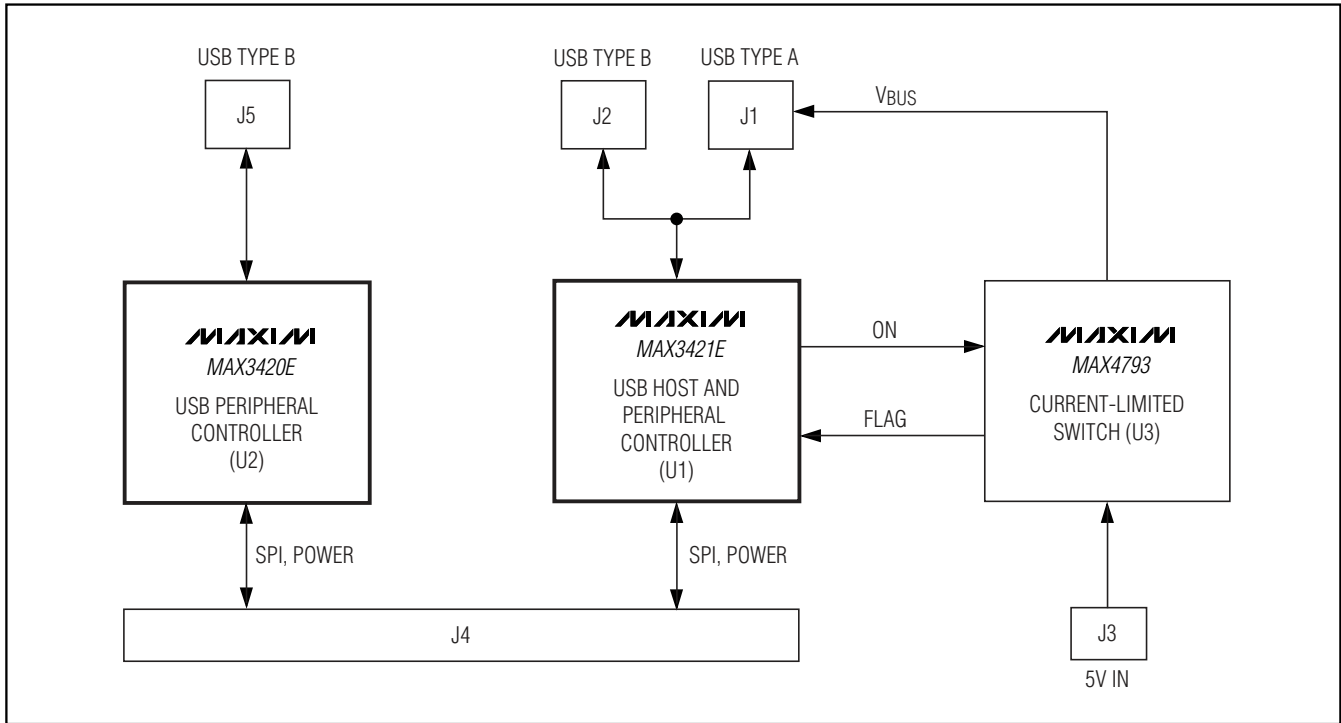 USB TYPE B
J5
USB TYPE B
J2
USB TYPE A
J1
VBUS
MAXIM
MAX3420E
USB PERIPHERAL
CONTROLLER
(U2)
MAXIM
MAX3421E
USB HOST AND
PERIPHERAL
CONTROLLER
(U1)
ON
FLAG
MAXIM
MAX4793
CURRENT-LIMITED
SWITCH (U3)
SPI, POWER
SPI, POWER
J4
J3
5V IN